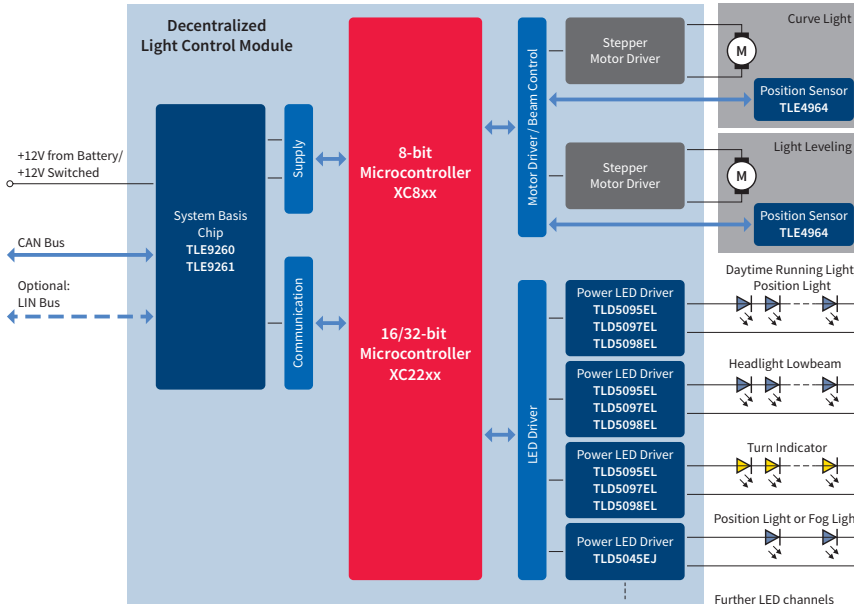 Decentralized
Light Control Module
+12V from Battery/
+12V Switched
CAN Bus
Optional:
LIN Bus
System Basis
Chip
TLE9260
TLE9261
Supply
Communication
8-bit
Microcontroller
XC8xx
16/32-bit
Microcontroller
XC22xx
Motor Driver / Beam Control
LED Driver
Stepper
Motor Driver
M
Curve Light
Position Sensor
TLE4964
Stepper
Motor Driver
M
Light Leveling
Position Sensor
TLE4964
Power LED Driver
TLD5095EL
TLD5097EL
TLD5098EL
Daytime Running Light
Position Light
Power LED Driver
TLD5095EL
TLD5097EL
TLD5098EL
Headlight Lowbeam
Power LED Driver
TLD5095EL
TLD5097EL
TLD5098EL
Turn Indicator
Power LED Driver
TLD5045EJ
Position Light or Fog Light
Further LED channels